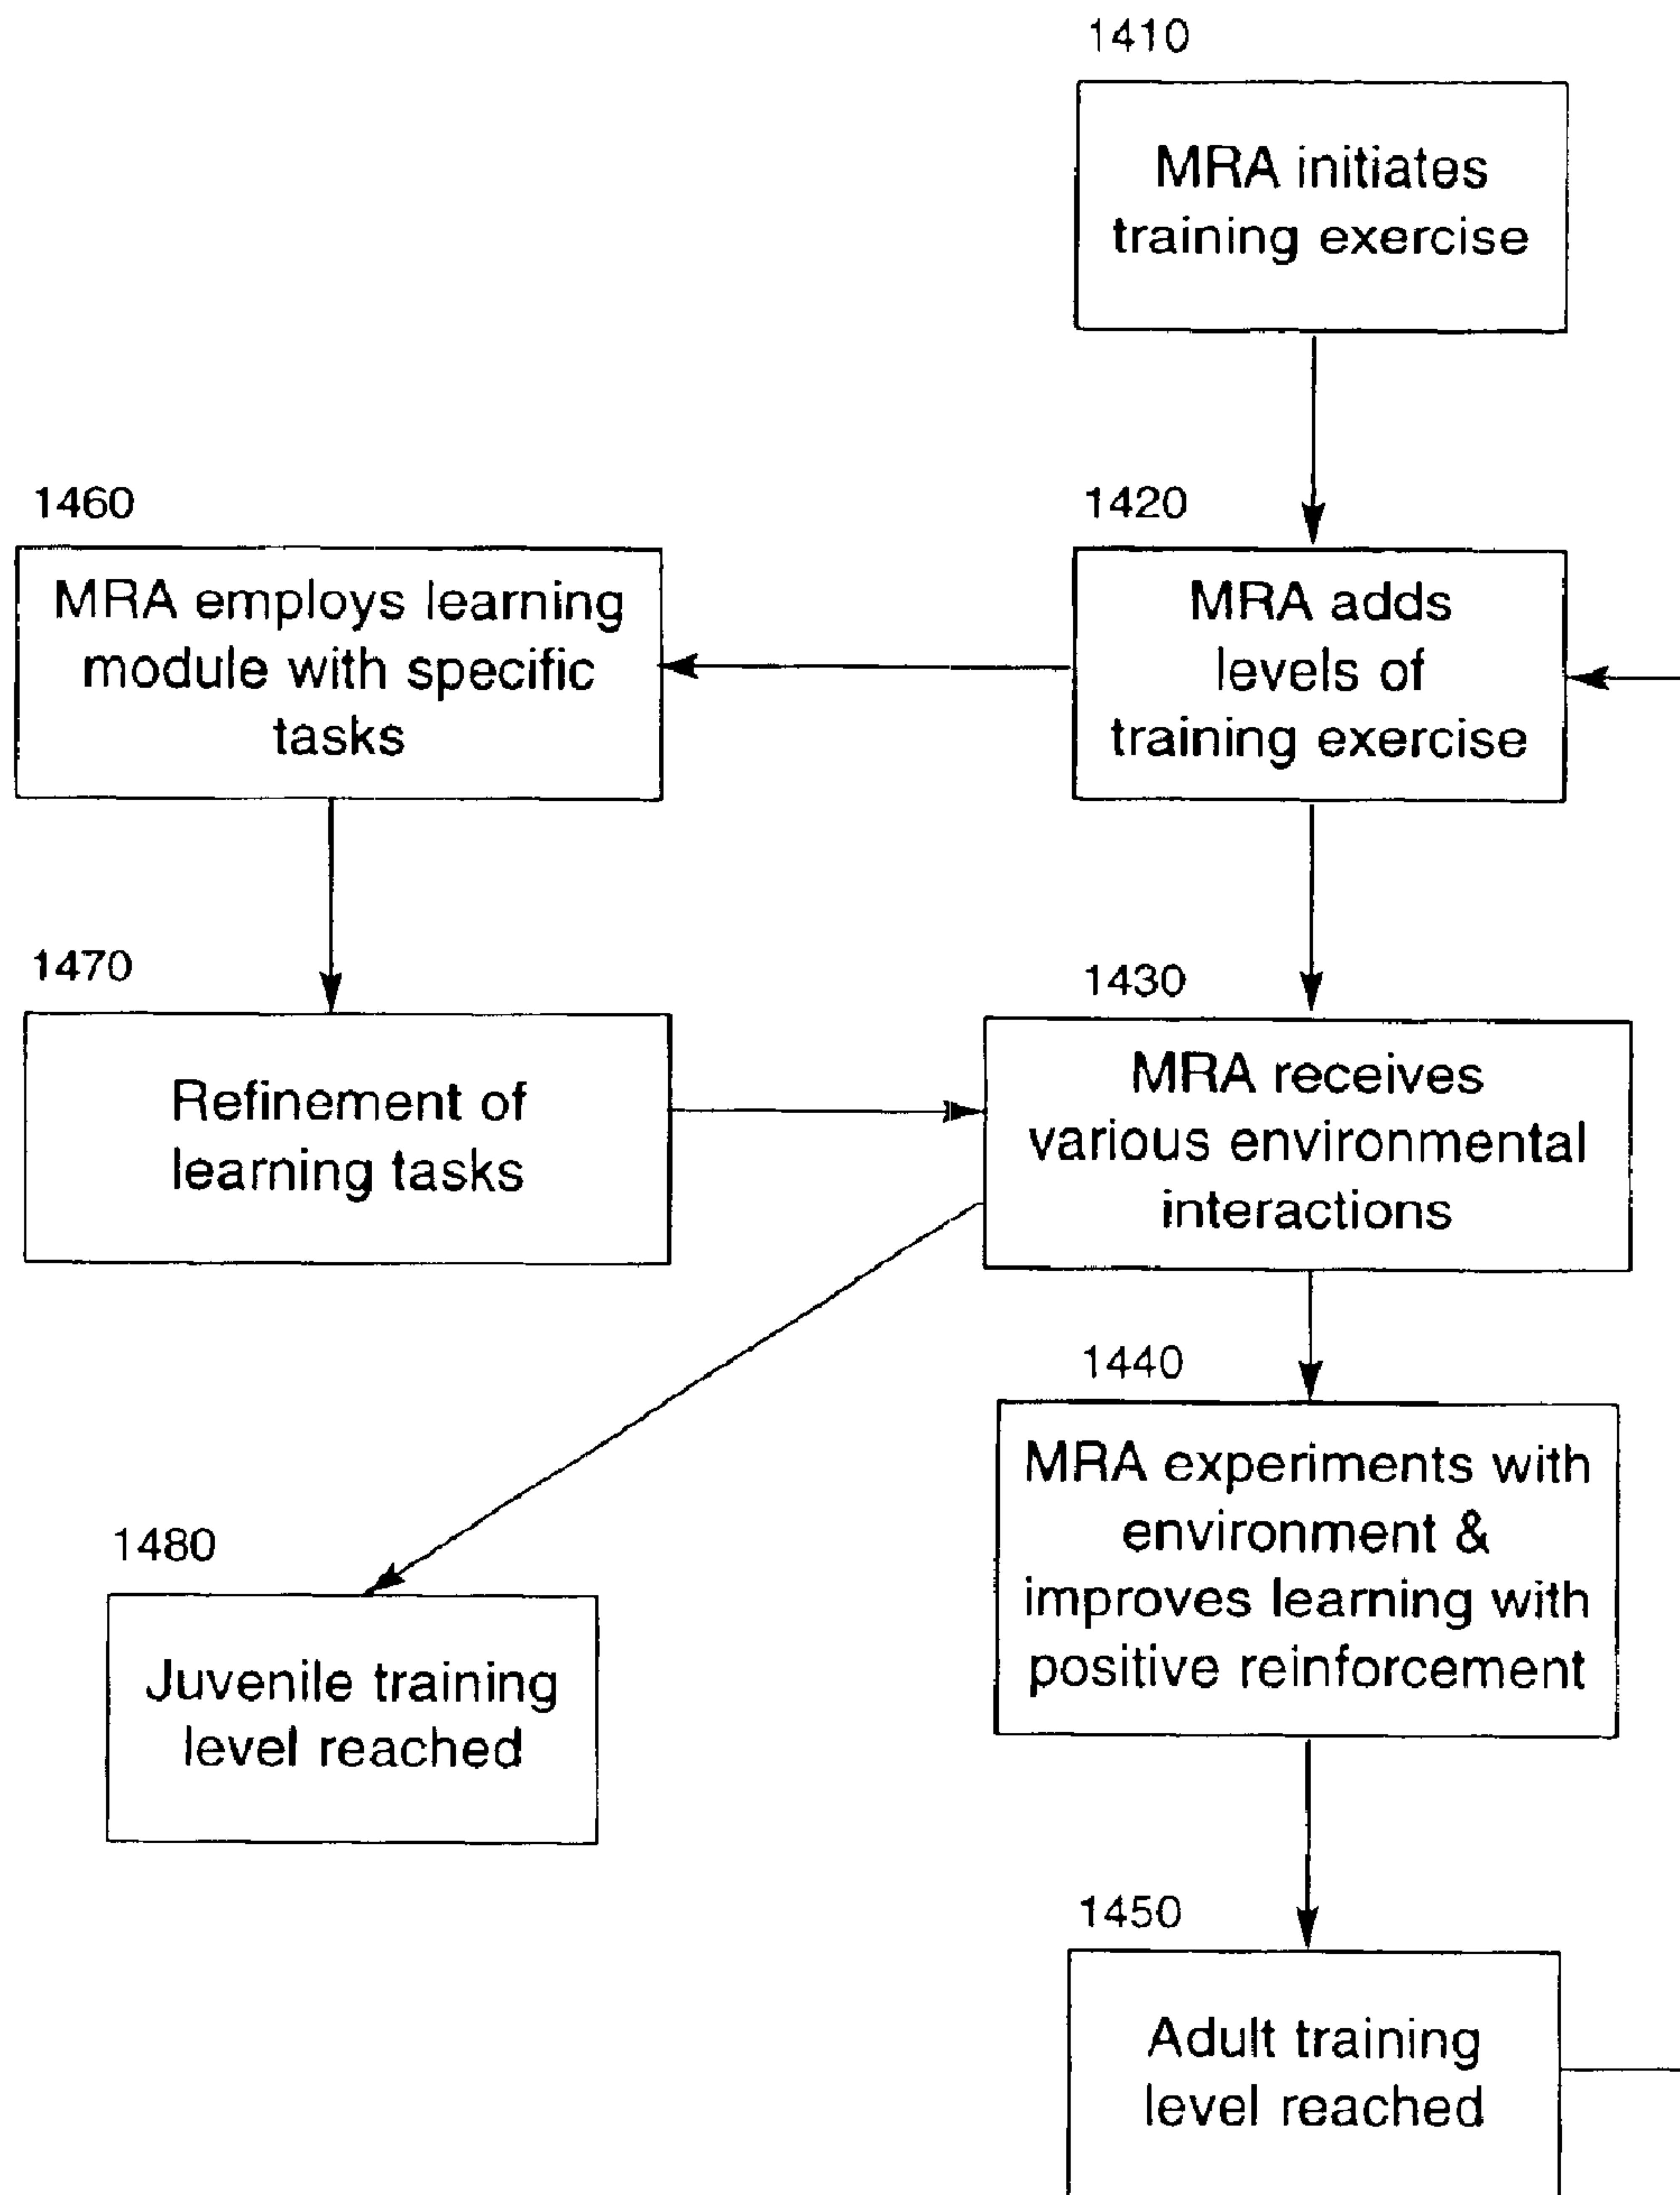 1410
MRA initiates
training exercise
1460
MRA employs learning
module with specific
tasks
1420
MRA adds
levels of
training exercise
1470
Refinement of
learning tasks
1430
MRA receives
various environmental
interactions
1440
MRA experiments with
environment &
improves learning with
positive reinforcement
1480
Juvenile training
level reached
1450
Adult training
level reached